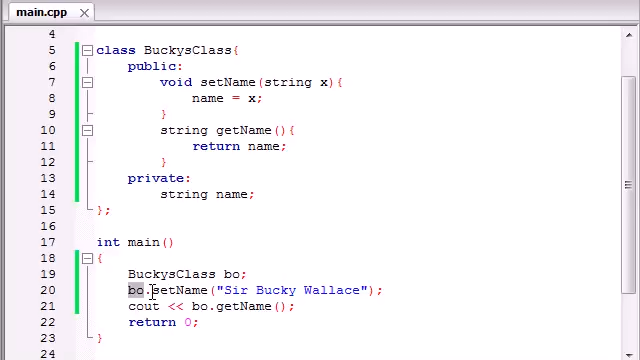 main.cpp
4
5 class BuckysClass{
6 public:
7 void setName(string x){
8 name = x;
9 }
10 string getName(){
11 return name;
12 }
13 private:
14 string name;
15 };
16
17 int main()
18 {
19 BuckysClass bo;
20 bo.setName("Sir Bucky Wallace");
21 cout << bo.getName();
22 return 0;
23 }
24